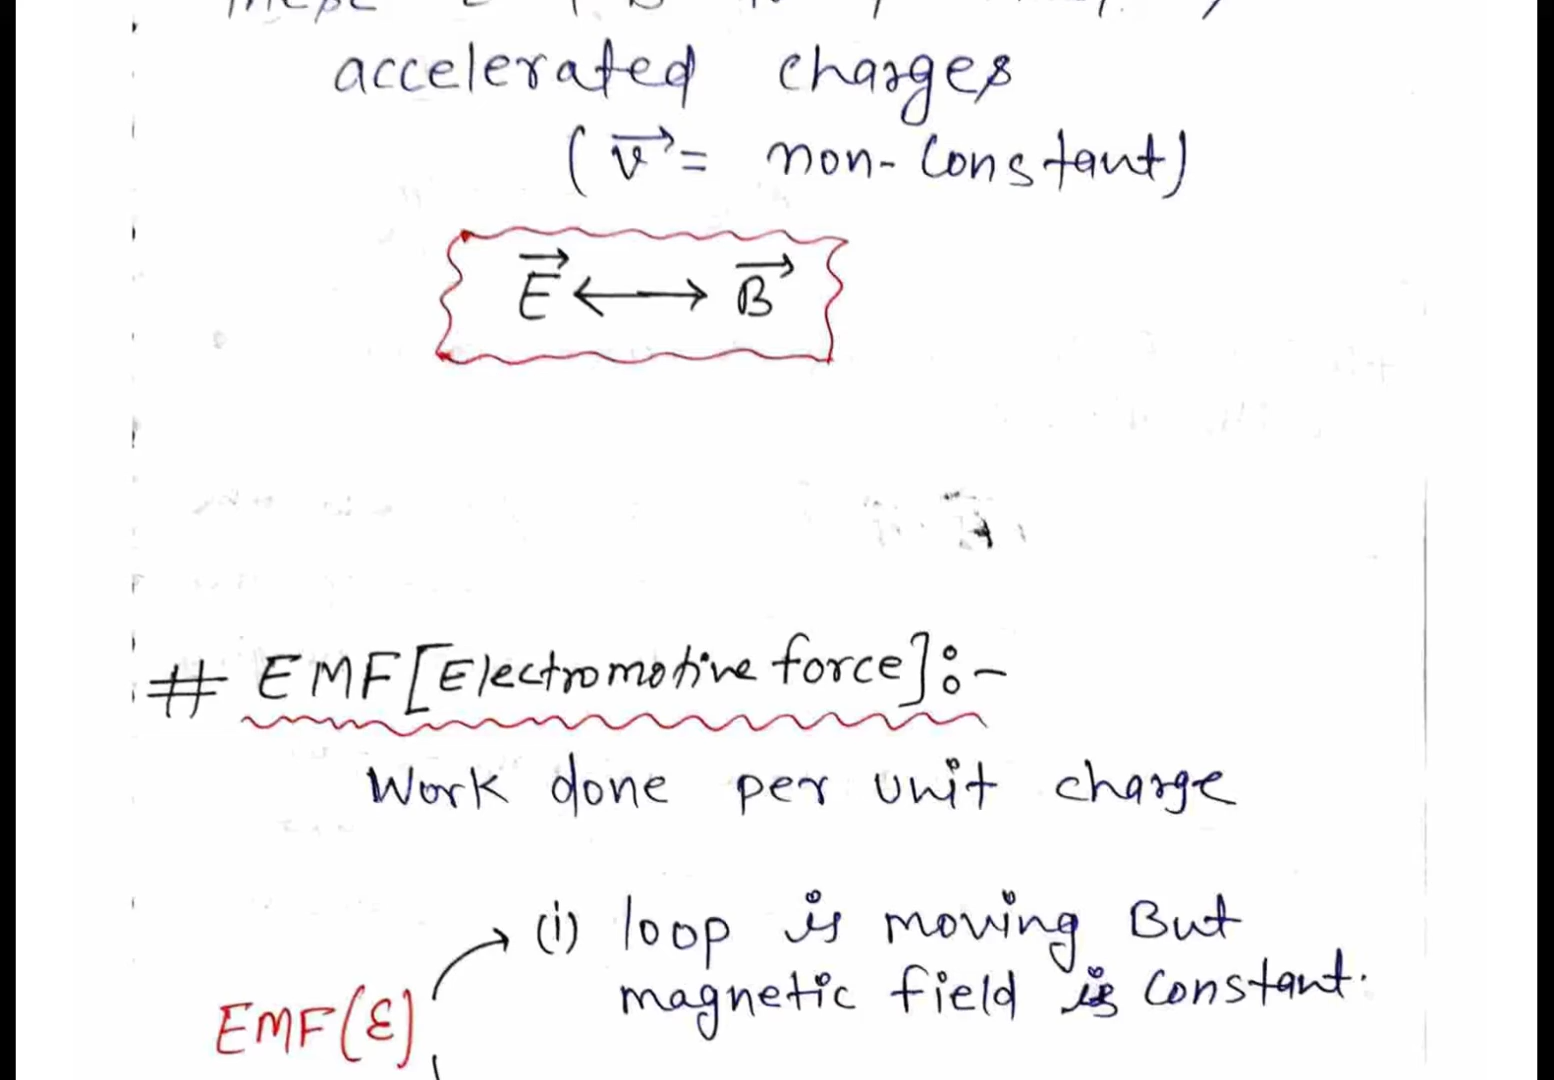 accelerated charges
(v⃗ = non-constant)
E⃗ ⟷ B⃗
# EMF [Electromotive force]:-
Work done per unit charge
(i) loop is moving But
magnetic field is constant.
EMF(ε)